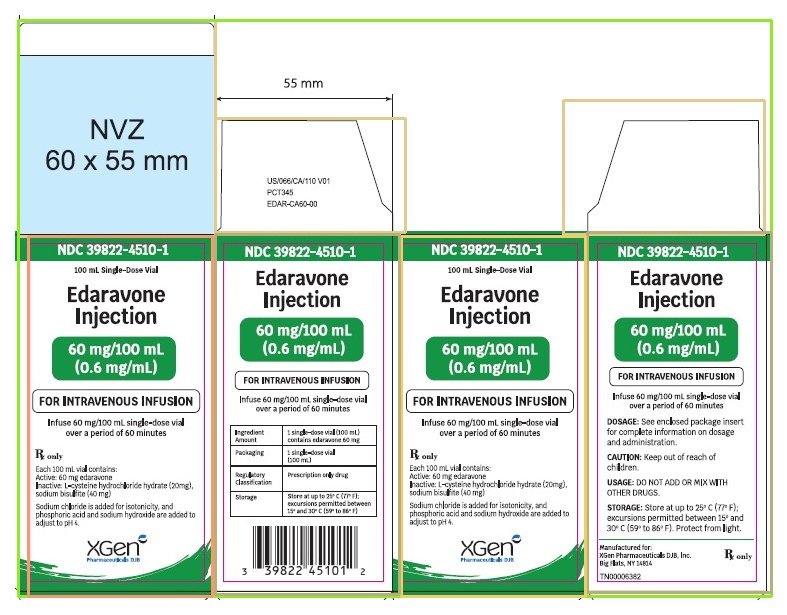 55 mm
NVZ
60 x 55 mm
US/066/CA/110 V01
PCT345
EDAR-CA60-00
NDC 39822-4510-1
100 mL Single-Dose Vial
Edaravone
Injection
60 mg/100 mL
(0.6 mg/mL)
FOR INTRAVENOUS INFUSION
Infuse 60 mg/100 mL single-dose vial
over a period of 60 minutes
Rx only
Each 100 mL vial contains:
Active: 60 mg edaravone
Inactive: L-cysteine hydrochloride hydrate (20mg),
sodium bisulfite (40 mg)
Sodium chloride is added for isotonicity, and
phosphoric acid and sodium hydroxide are added to
adjust to pH 4.
XGen
Pharmaceuticals DJB
NDC 39822-4510-1
Edaravone
Injection
60 mg/100 mL
(0.6 mg/mL)
FOR INTRAVENOUS INFUSION
Infuse 60 mg/100 mL single-dose vial
over a period of 60 minutes
Ingredient Amount 1 single-dose vial (100 mL)
contains edaravone 60 mg
Packaging 1 single-dose vial
(100 mL)
Regulatory Classification Prescription only drug
Storage Store at up to 25° C (77° F);
excursions permitted between
15° and 30° C (59° to 86° F)
3 39822 45101 2
NDC 39822-4510-1
100 mL Single-Dose Vial
Edaravone
Injection
60 mg/100 mL
(0.6 mg/mL)
FOR INTRAVENOUS INFUSION
Infuse 60 mg/100 mL single-dose vial
over a period of 60 minutes
Rx only
Each 100 mL vial contains:
Active: 60 mg edaravone
Inactive: L-cysteine hydrochloride hydrate (20mg),
sodium bisulfite (40 mg)
Sodium chloride is added for isotonicity, and
phosphoric acid and sodium hydroxide are added to
adjust to pH 4.
XGen
Pharmaceuticals DJB
NDC 39822-4510-1
Edaravone
Injection
60 mg/100 mL
(0.6 mg/mL)
FOR INTRAVENOUS INFUSION
Infuse 60 mg/100 mL single-dose vial
over a period of 60 minutes
DOSAGE: See enclosed package insert
for complete information on dosage
and administration.
CAUTION: Keep out of reach of
children.
USAGE: DO NOT ADD OR MIX WITH
OTHER DRUGS.
STORAGE: Store at up to 25° C (77° F);
excursions permitted between 15° and
30° C (59° to 86° F). Protect from light.
Manufactured for:
XGen Pharmaceuticals DJB, Inc.
Big Flats, NY 14814
Rx only
TN00006382